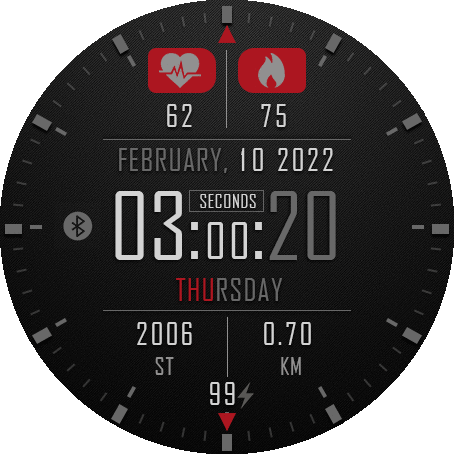 62 75
FEBRUARY, 10 2022
SECONDS
03:00:20
THURSDAY
2006 0.70
ST KM
99